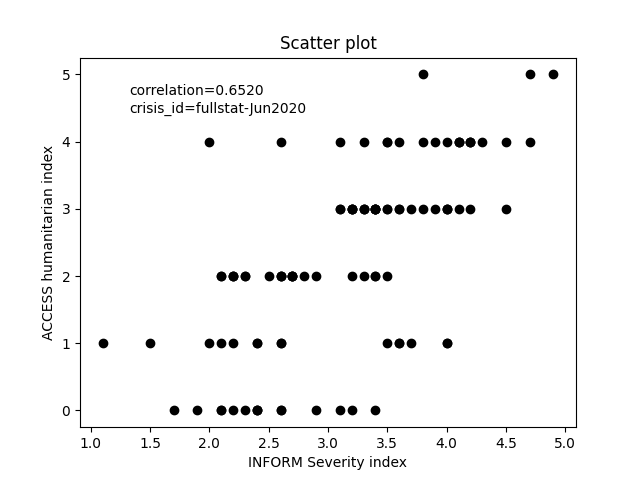 Scatter plot
correlation=0.6520
crisis_id=fullstat-Jun2020
ACCESS humanitarian index
5
4
3
2
1
0
1.0 1.5 2.0 2.5 3.0 3.5 4.0 4.5 5.0
INFORM Severity index